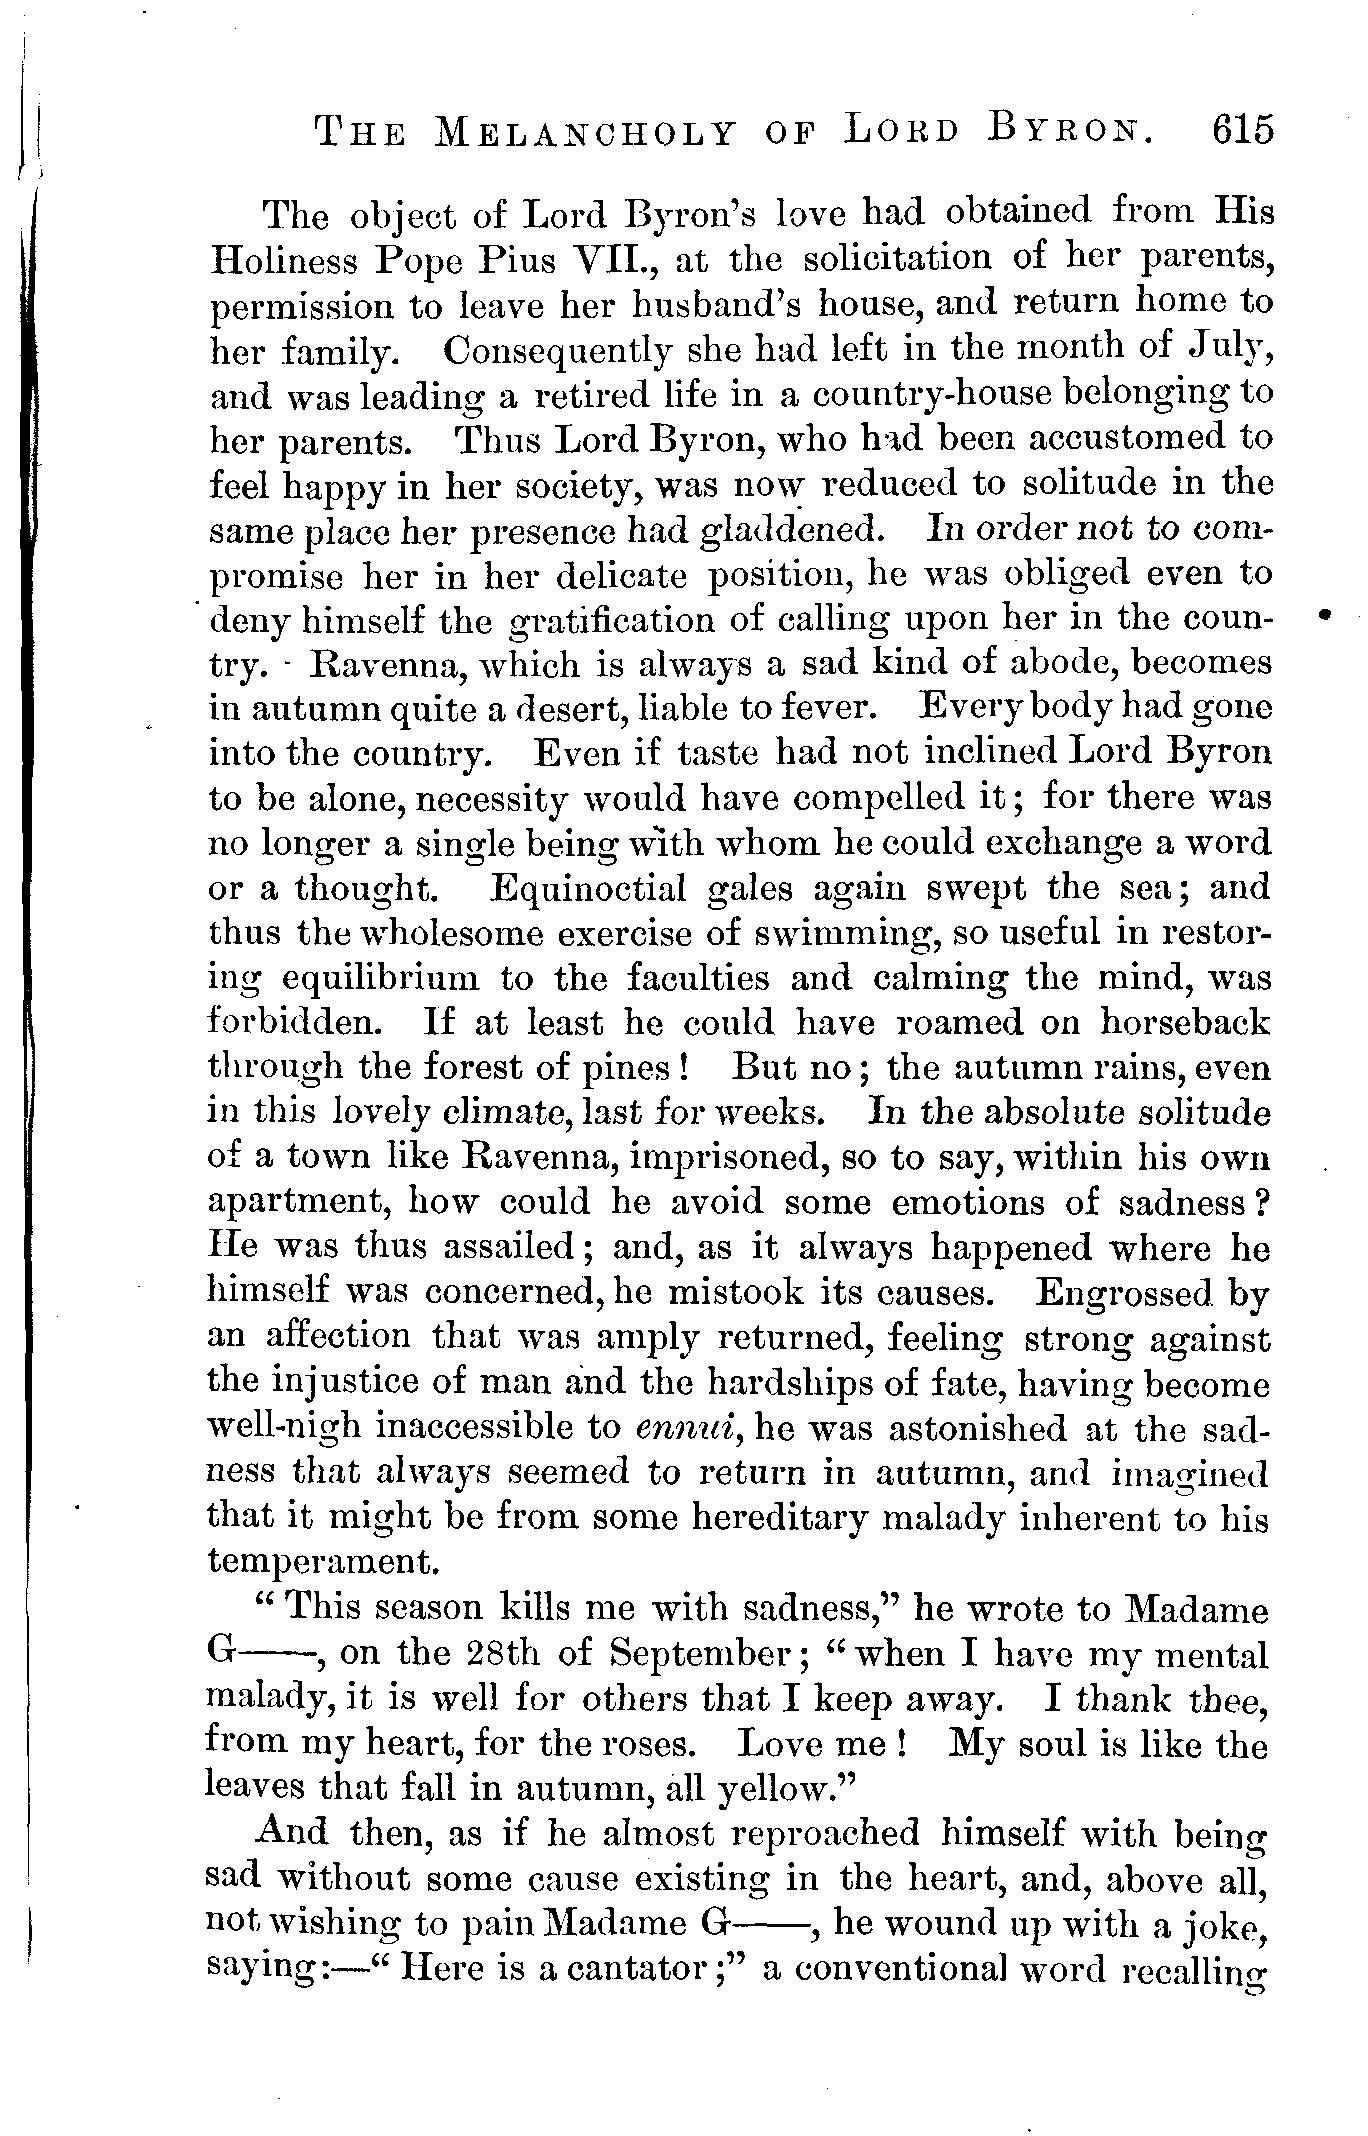 THE MELANCHOLY OF LORD BYRON. 615
The object of Lord Byron's love had obtained from His
Holiness Pope Pius VII., at the solicitation of her parents,
permission to leave her husband's house, and return home to
her family. Consequently she had left in the month of July,
and was leading a retired life in a country-house belonging to
her parents. Thus Lord Byron, who had been accustomed to
feel happy in her society, was now reduced to solitude in the
same place her presence had gladdened. In order not to com-
promise her in her delicate position, he was obliged even to
deny himself the gratification of calling upon her in the coun-
try. Ravenna, which is always a sad kind of abode, becomes
in autumn quite a desert, liable to fever. Everybody had gone
into the country. Even if taste had not inclined Lord Byron
to be alone, necessity would have compelled it; for there was
no longer a single being with whom he could exchange a word
or a thought. Equinoctial gales again swept the sea; and
thus the wholesome exercise of swimming, so useful in restor-
ing equilibrium to the faculties and calming the mind, was
forbidden. If at least he could have roamed on horseback
through the forest of pines! But no; the autumn rains, even
in this lovely climate, last for weeks. In the absolute solitude
of a town like Ravenna, imprisoned, so to say, within his own
apartment, how could he avoid some emotions of sadness?
He was thus assailed; and, as it always happened where he
himself was concerned, he mistook its causes. Engrossed by
an affection that was amply returned, feeling strong against
the injustice of man and the hardships of fate, having become
well-nigh inaccessible to ennui, he was astonished at the sad-
ness that always seemed to return in autumn, and imagined
that it might be from some hereditary malady inherent to his
temperament.
"This season kills me with sadness," he wrote to Madame
G——, on the 28th of September; "when I have my mental
malady, it is well for others that I keep away. I thank thee,
from my heart, for the roses. Love me! My soul is like the
leaves that fall in autumn, all yellow."
And then, as if he almost reproached himself with being
sad without some cause existing in the heart, and, above all,
not wishing to pain Madame G——, he wound up with a joke,
saying:—"Here is a cantator;" a conventional word recalling